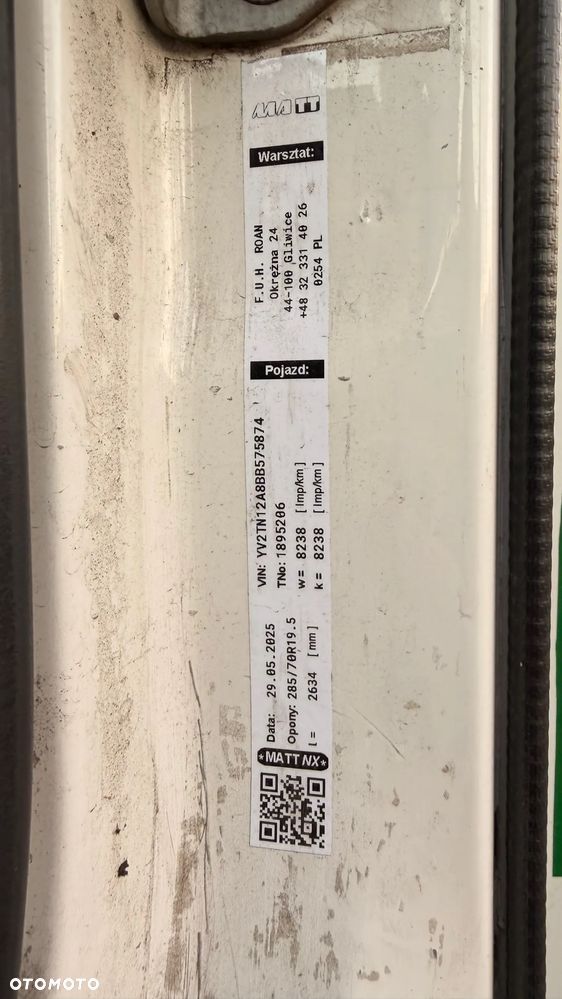 MATT
Warsztat:
F.U.H. ROAN
Okrężna 24
44-100 Gliwice
+48 32 331 40 26
0254 PL
Pojazd:
VIN: YV2TN12A8BB575874
TNo: 1895206
w = 8238 [Imp/km]
k = 8238 [Imp/km]
Data: 29.05.2025
Opony: 285/70R19.5
l = 2634 [mm]
*MATT NX*
OTOMOTO